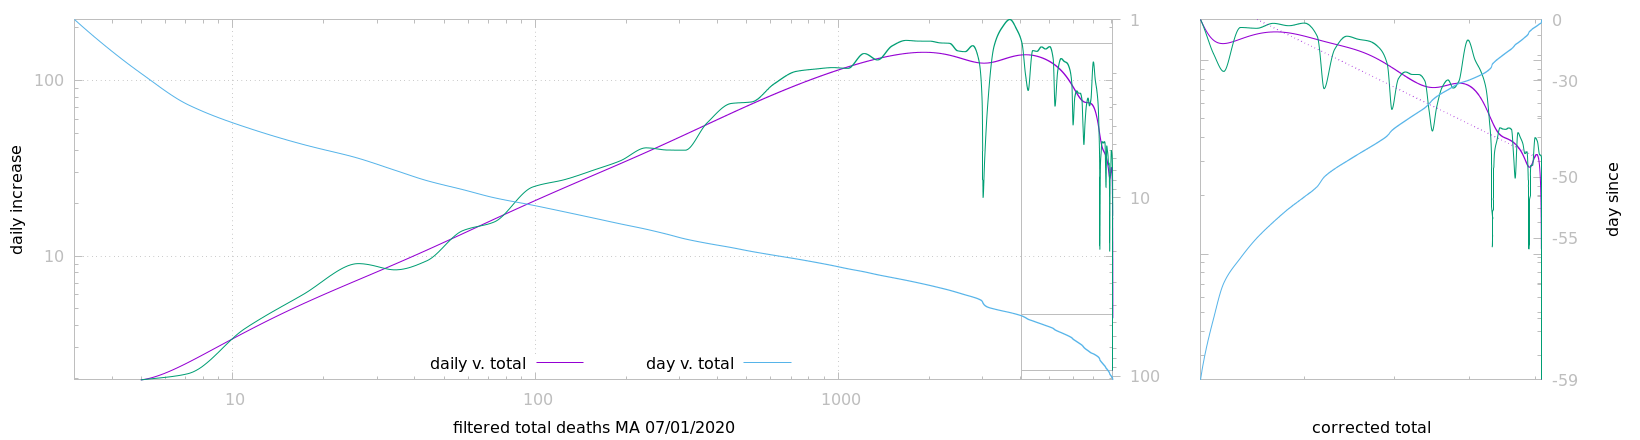 1
0
100
-30
daily increase
-50
day since
10
-55
10
daily v. total
day v. total
100
-59
10
100
1000
filtered total deaths MA 07/01/2020
corrected total